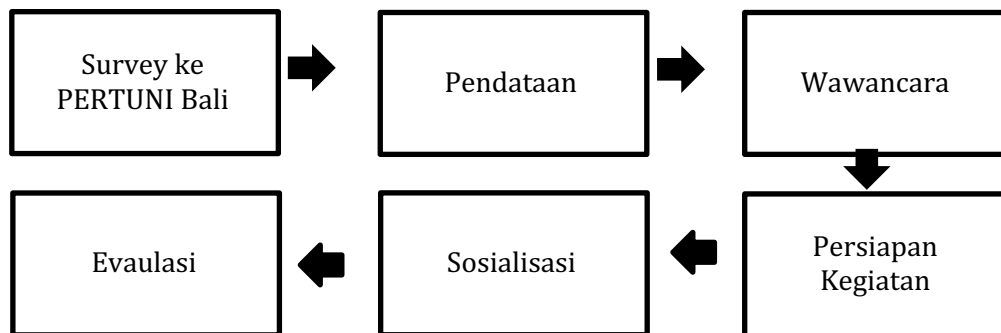 Survey ke
PERTUNI Bali
Pendataan
Wawancara
Persiapan
Kegiatan
Sosialisasi
Evaulasi